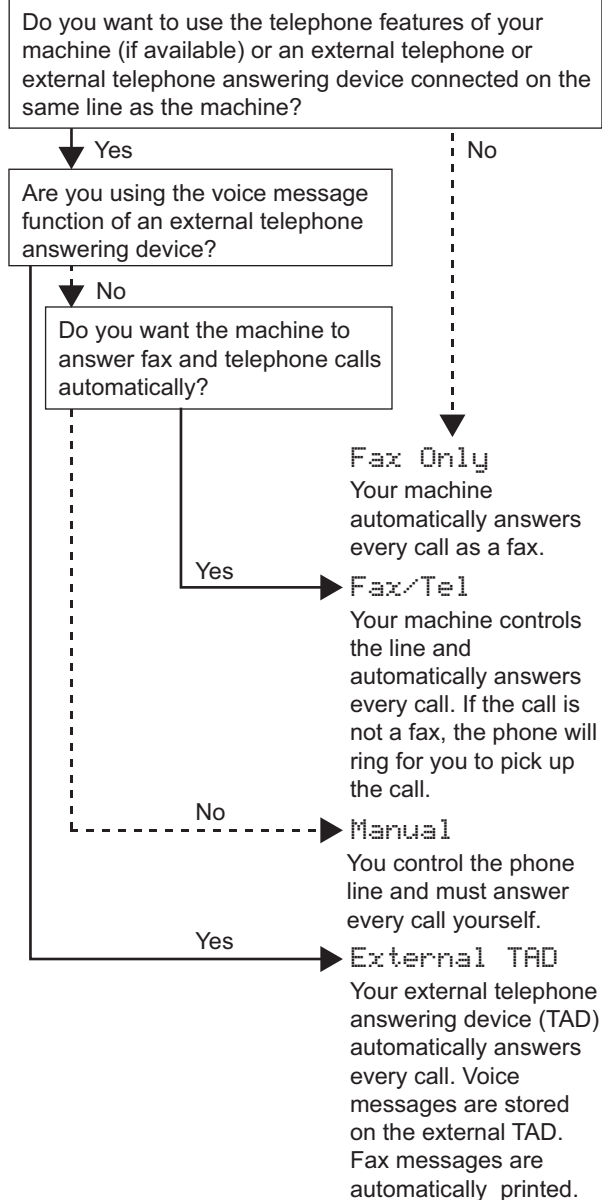 Do you want to use the telephone features of your
machine (if available) or an external telephone or
external telephone answering device connected on the
same line as the machine?
Yes
No
Are you using the voice message
function of an external telephone
answering device?
No
Do you want the machine to
answer fax and telephone calls
automatically?
Fax Only
Your machine
automatically answers
every call as a fax.
Yes
Fax/Tel
Your machine controls
the line and
automatically answers
every call. If the call is
not a fax, the phone will
ring for you to pick up
the call.
No
Manual
You control the phone
line and must answer
every call yourself.
Yes
External TAD
Your external telephone
answering device (TAD)
automatically answers
every call. Voice
messages are stored
on the external TAD.
Fax messages are
automatically printed.